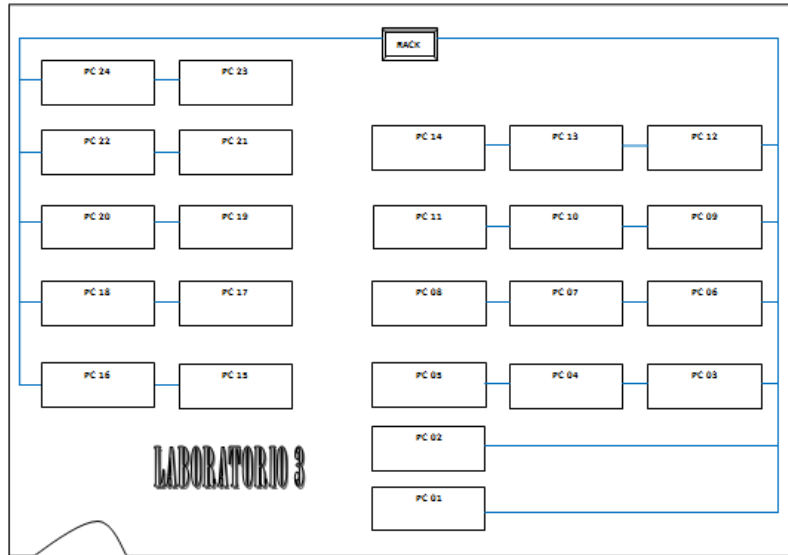 RACK
PC 24 PC 23
PC 22 PC 21
PC 20 PC 19
PC 18 PC 17
PC 16 PC 15
PC 14 PC 13 PC 12
PC 11 PC 10 PC 09
PC 08 PC 07 PC 06
PC 05 PC 04 PC 03
PC 02
PC 01
LABORATORIO 3